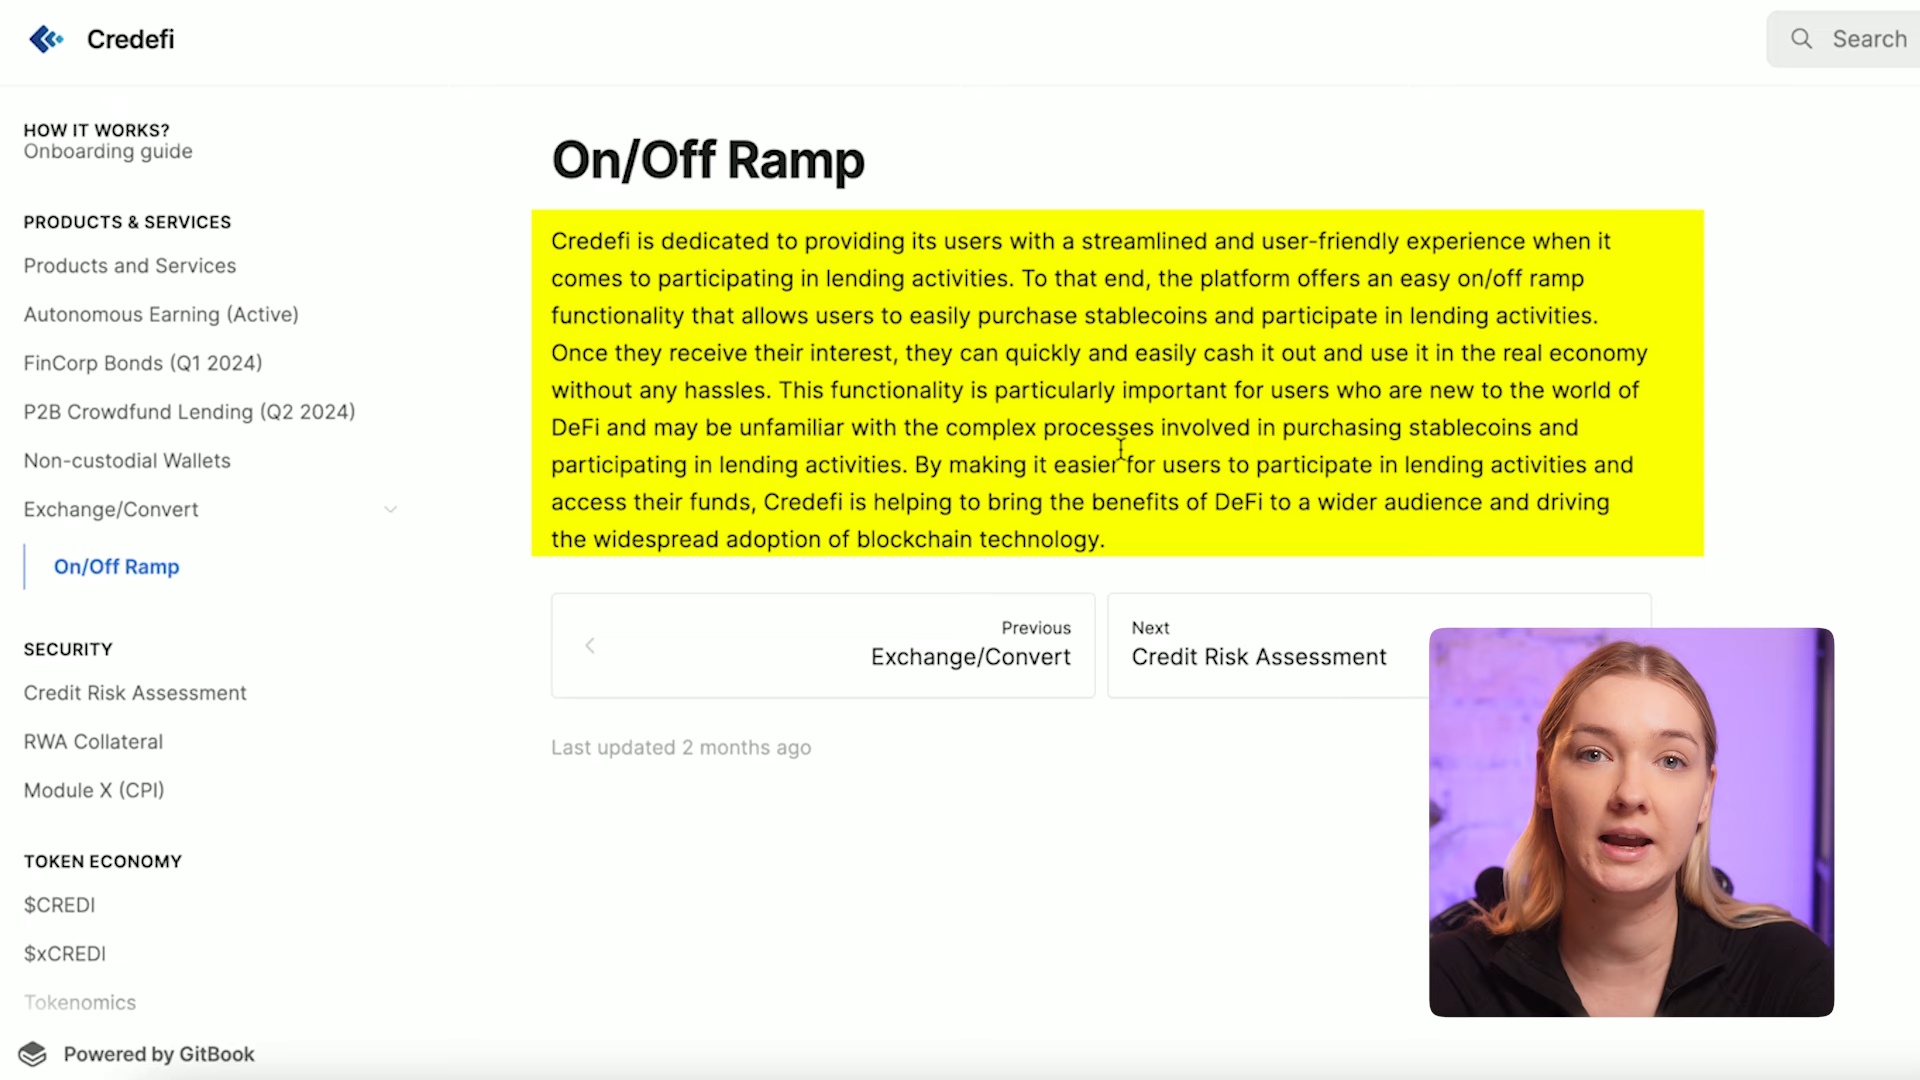 Credefi
Search
HOW IT WORKS?
Onboarding guide
PRODUCTS & SERVICES
Products and Services
Autonomous Earning (Active)
FinCorp Bonds (Q1 2024)
P2B Crowdfund Lending (Q2 2024)
Non-custodial Wallets
Exchange/Convert
On/Off Ramp
SECURITY
Credit Risk Assessment
RWA Collateral
Module X (CPI)
TOKEN ECONOMY
$CREDI
$xCREDI
Tokenomics
Powered by GitBook
On/Off Ramp
Credefi is dedicated to providing its users with a streamlined and user-friendly experience when it
comes to participating in lending activities. To that end, the platform offers an easy on/off ramp
functionality that allows users to easily purchase stablecoins and participate in lending activities.
Once they receive their interest, they can quickly and easily cash it out and use it in the real economy
without any hassles. This functionality is particularly important for users who are new to the world of
DeFi and may be unfamiliar with the complex processes involved in purchasing stablecoins and
participating in lending activities. By making it easier for users to participate in lending activities and
access their funds, Credefi is helping to bring the benefits of DeFi to a wider audience and driving
the widespread adoption of blockchain technology.
Previous
Exchange/Convert
Next
Credit Risk Assessment
Last updated 2 months ago